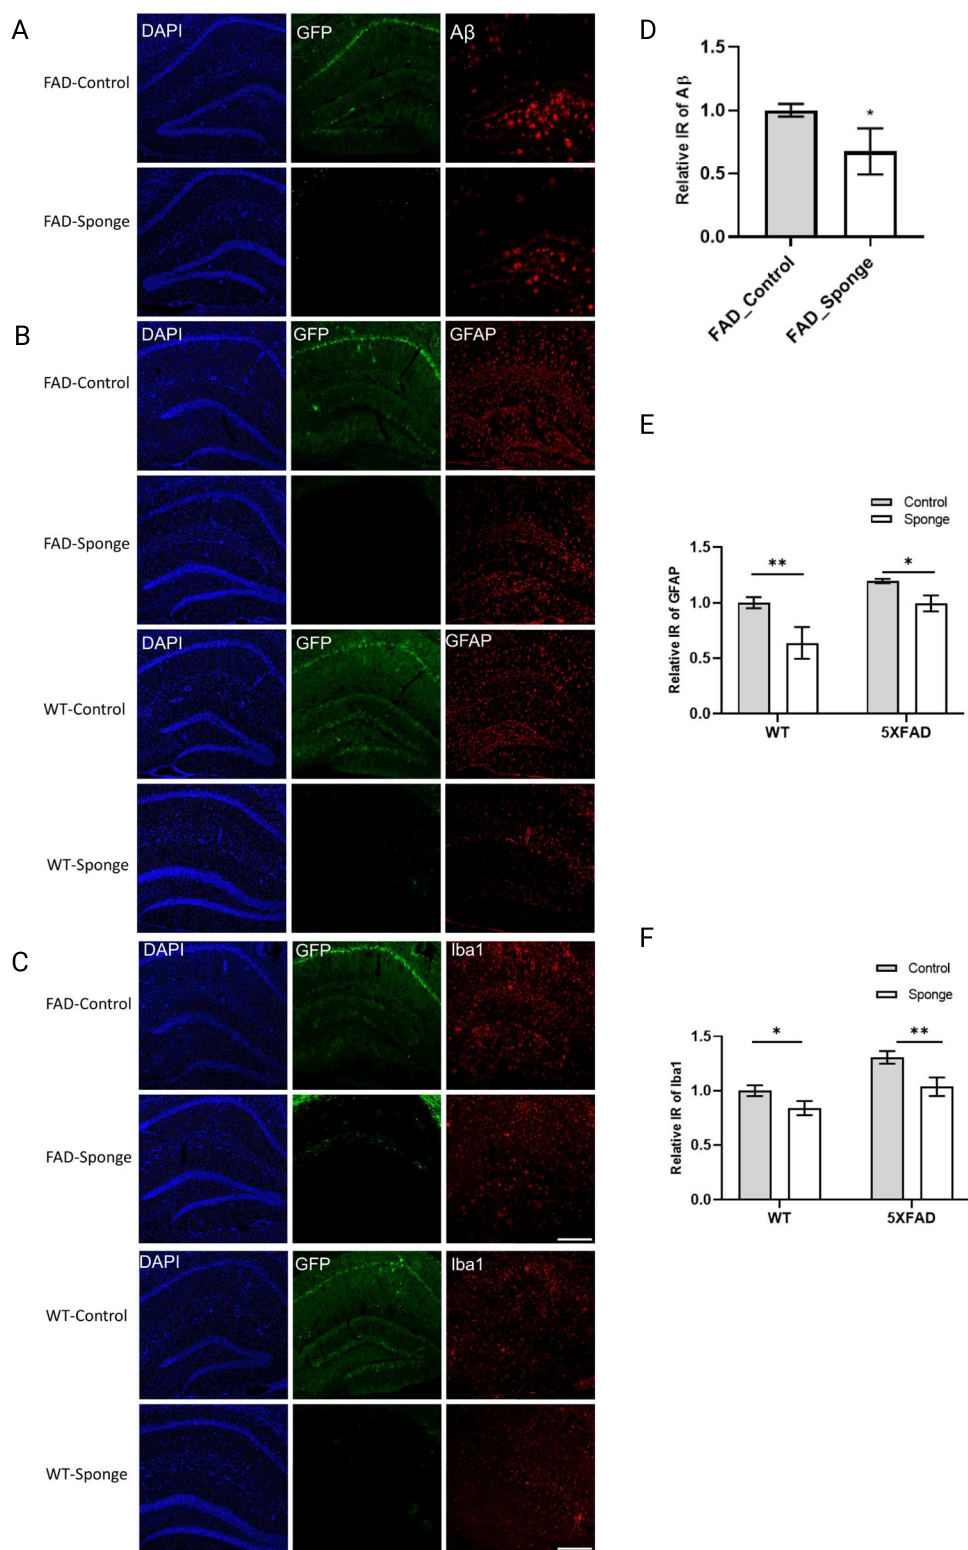 A
DAPI GFP Aβ
FAD-Control
FAD-Sponge
B
DAPI GFP GFAP
FAD-Control
FAD-Sponge
DAPI GFP GFAP
WT-Control
WT-Sponge
C
DAPI GFP Iba1
FAD-Control
FAD-Sponge
DAPI GFP Iba1
WT-Control
WT-Sponge
D
Relative IR of Aβ
1.5
1.0
0.5
0.0
*
FAD_Control
FAD_Sponge
E
Control
Sponge
Relative IR of GFAP
1.5
1.0
0.5
0.0
** *
WT 5XFAD
F
Control
Sponge
Relative IR of Iba1
1.5
1.0
0.5
0.0
* **
WT 5XFAD